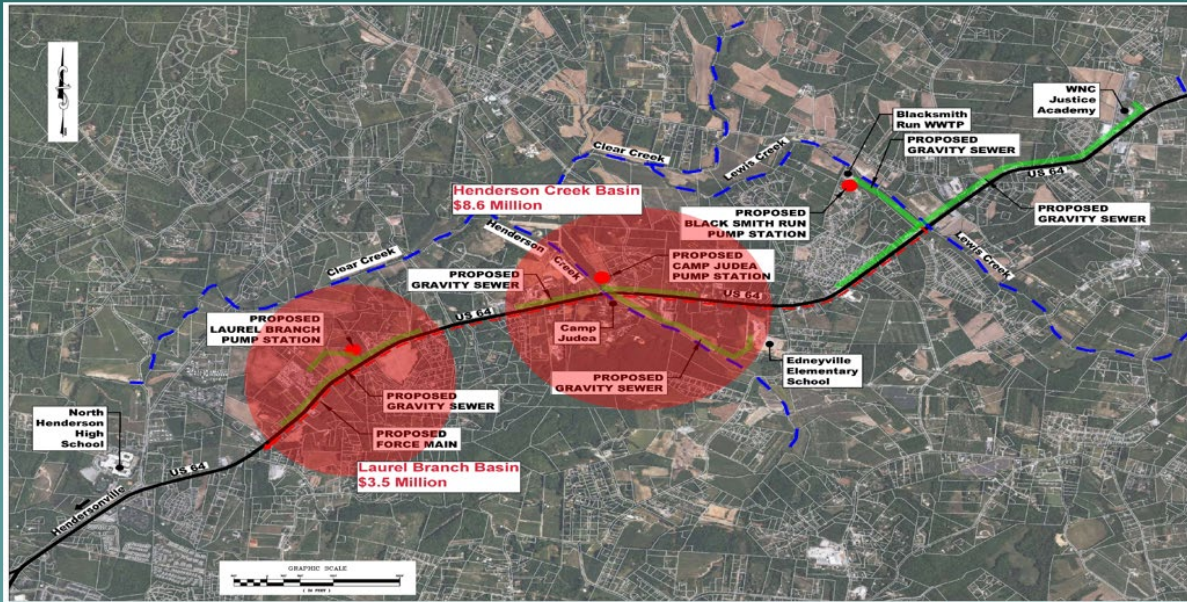 WNC
Justice
Academy
Blacksmith
Run WWTP
PROPOSED
GRAVITY SEWER
Clear Creek
Lewis Creek
Henderson Creek Basin
$8.6 Million
PROPOSED
BLACK SMITH RUN
PUMP STATION
PROPOSED
GRAVITY SEWER
US 64
Lewis Creek
Henderson
Creek
Clear Creek
PROPOSED
GRAVITY SEWER
PROPOSED
CAMP JUDEA
PUMP STATION
US 64
US 64
PROPOSED
LAUREL BRANCH
PUMP STATION
Camp
Judea
Edneyville
Elementary
School
PROPOSED
GRAVITY SEWER
PROPOSED
GRAVITY SEWER
PROPOSED
FORCE MAIN
North
Henderson
High
School
US 64
Laurel Branch Basin
$3.5 Million
Hendersonville
GRAPHIC SCALE
( IN FEET )